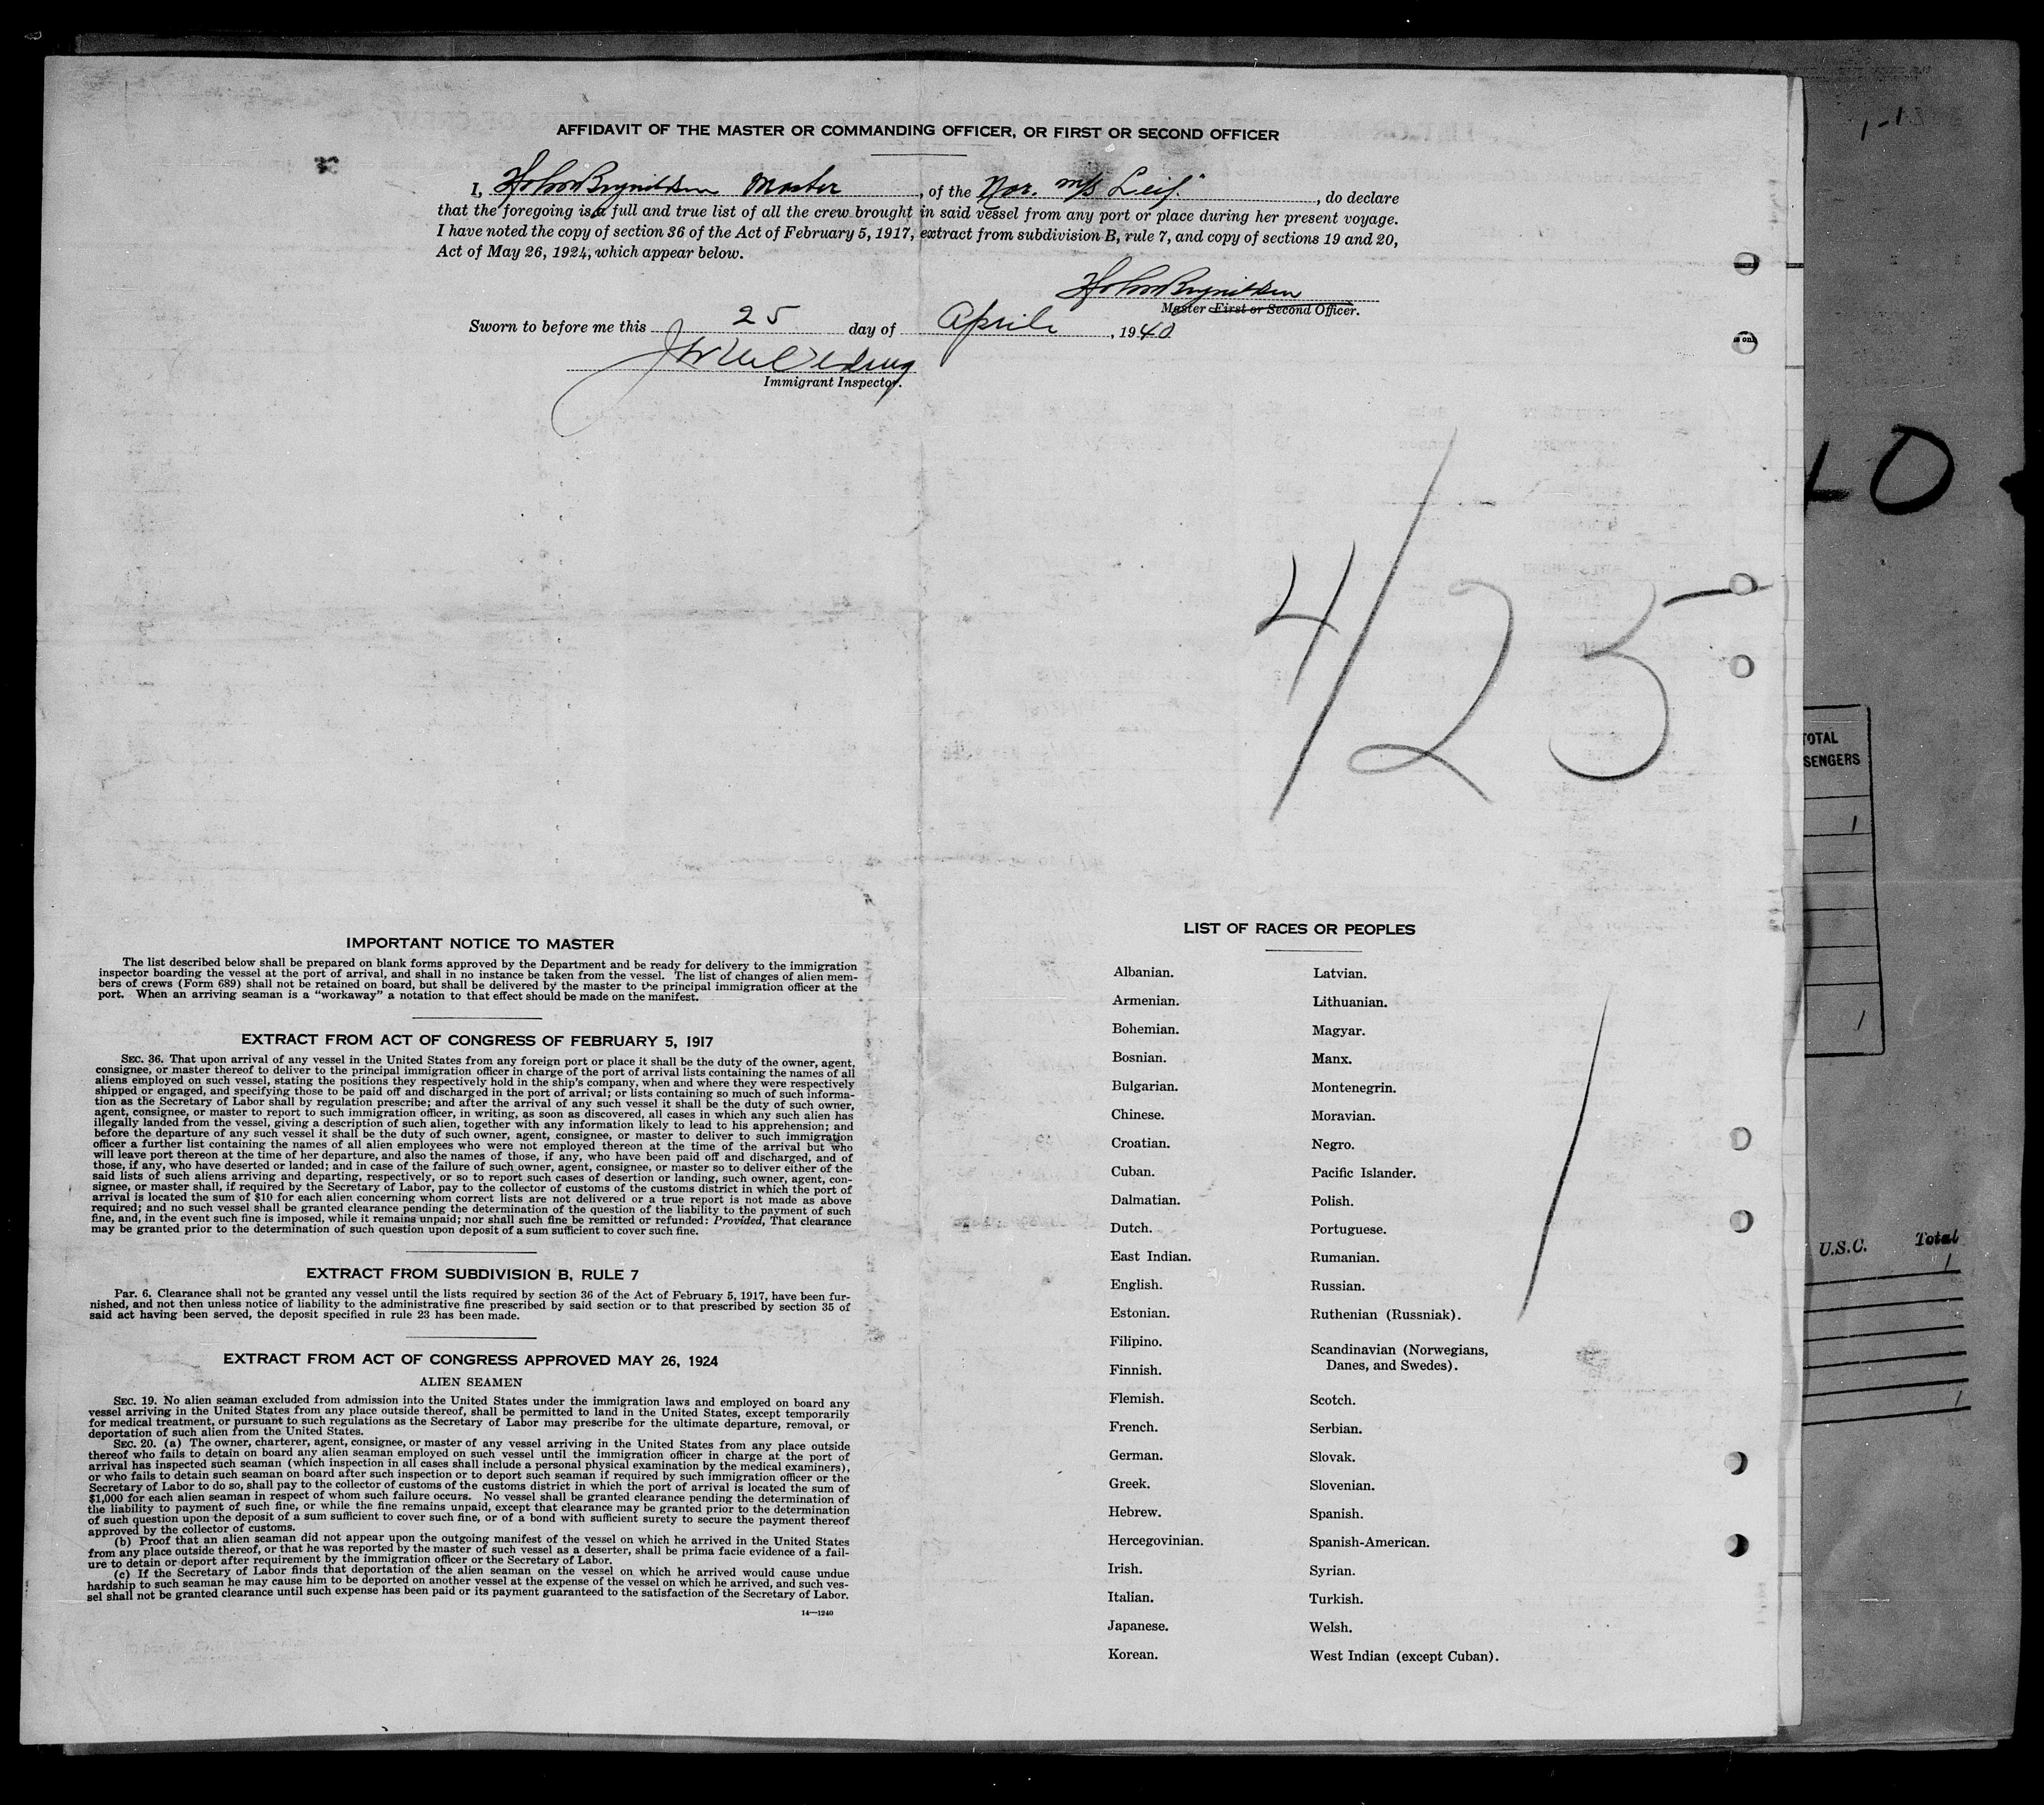 AFFIDAVIT OF THE MASTER OR COMMANDING OFFICER, OR FIRST OR SECOND OFFICER
I, Master, of the Nor. m/s Leif, do declare
that the foregoing is a full and true list of all the crew brought in said vessel from any port or place during her present voyage.
I have noted the copy of section 36 of the Act of February 5, 1917, extract from subdivision B, rule 7, and copy of sections 19 and 20,
Act of May 26, 1924, which appear below.
Master First or Second Officer.
Sworn to before me this 25 day of April, 1940
Immigrant Inspector.
4/25
IMPORTANT NOTICE TO MASTER
The list described below shall be prepared on blank forms approved by the Department and be ready for delivery to the immigration
inspector boarding the vessel at the port of arrival, and shall in no instance be taken from the vessel. The list of changes of alien mem-
bers of crews (Form 689) shall not be retained on board, but shall be delivered by the master to the principal immigration officer at the
port. When an arriving seaman is a "workaway" a notation to that effect should be made on the manifest.
EXTRACT FROM ACT OF CONGRESS OF FEBRUARY 5, 1917
SEC. 36. That upon arrival of any vessel in the United States from any foreign port or place it shall be the duty of the owner, agent,
consignee, or master thereof to deliver to the principal immigration officer in charge of the port of arrival lists containing the names of all
aliens employed on such vessel, stating the positions they respectively hold in the ship's company, when and where they were respectively
shipped or engaged, and specifying those to be paid off and discharged in the port of arrival; or lists containing so much of such informa-
tion as the Secretary of Labor shall by regulation prescribe; and after the arrival of any such vessel it shall be the duty of such owner,
agent, consignee, or master to report to such immigration officer, in writing, as soon as discovered, all cases in which any such alien has
illegally landed from the vessel, giving a description of such alien, together with any information likely to lead to his apprehension; and
before the departure of any such vessel it shall be the duty of such owner, agent, consignee, or master to deliver to such immigration
officer a further list containing the names of all alien employees who were not employed thereon at the time of the arrival but who
will leave port thereon at the time of her departure, and also the names of those, if any, who have been paid off and discharged, and of
those, if any, who have deserted or landed; and in case of the failure of such owner, agent, consignee, or master so to deliver either of the
said lists of such aliens arriving and departing, respectively, or so to report such cases of desertion or landing, such owner, agent, con-
signee, or master shall, if required by the Secretary of Labor, pay to the collector of customs of the customs district in which the port of
arrival is located the sum of $10 for each alien concerning whom correct lists are not delivered or a true report is not made as above
required; and no such vessel shall be granted clearance pending the determination of the question of the liability to the payment of such
fine, and, in the event such fine is imposed, while it remains unpaid; nor shall such fine be remitted or refunded: Provided, That clearance
may be granted prior to the determination of such question upon deposit of a sum sufficient to cover such fine.
EXTRACT FROM SUBDIVISION B, RULE 7
Par. 6. Clearance shall not be granted any vessel until the lists required by section 36 of the Act of February 5, 1917, have been fur-
nished, and not then unless notice of liability to the administrative fine prescribed by said section or to that prescribed by section 35 of
said act having been served, the deposit specified in rule 23 has been made.
EXTRACT FROM ACT OF CONGRESS APPROVED MAY 26, 1924
ALIEN SEAMEN
SEC. 19. No alien seaman excluded from admission into the United States under the immigration laws and employed on board any
vessel arriving in the United States from any place outside thereof, shall be permitted to land in the United States, except temporarily
for medical treatment, or pursuant to such regulations as the Secretary of Labor may prescribe for the ultimate departure, removal, or
deportation of such alien from the United States.
SEC. 20. (a) The owner, charterer, agent, consignee, or master of any vessel arriving in the United States from any place outside
thereof who fails to detain on board any alien seaman employed on such vessel until the immigration officer in charge at the port of
arrival has inspected such seaman (which inspection in all cases shall include a personal physical examination by the medical examiners),
or who fails to detain such seaman on board after such inspection or to deport such seaman if required by such immigration officer or the
Secretary of Labor to do so, shall pay to the collector of customs of the customs district in which the port of arrival is located the sum of
$1,000 for each alien seaman in respect of whom such failure occurs. No vessel shall be granted clearance pending the determination of
the liability to payment of such fine, or while the fine remains unpaid, except that clearance may be granted prior to the determination
of such question upon the deposit of a sum sufficient to cover such fine, or of a bond with sufficient surety to secure the payment thereof
approved by the collector of customs.
(b) Proof that an alien seaman did not appear upon the outgoing manifest of the vessel on which he arrived in the United States
from any place outside thereof, or that he was reported by the master of such vessel as a deserter, shall be prima facie evidence of a fail-
ure to detain or deport after requirement by the immigration officer or the Secretary of Labor.
(c) If the Secretary of Labor finds that deportation of the alien seaman on the vessel on which he arrived would cause undue
hardship to such seaman he may cause him to be deported on another vessel at the expense of the vessel on which he arrived, and such ves-
sel shall not be granted clearance until such expense has been paid or its payment guaranteed to the satisfaction of the Secretary of Labor.
14—1240
LIST OF RACES OR PEOPLES
Albanian.
Armenian.
Bohemian.
Bosnian.
Bulgarian.
Chinese.
Croatian.
Cuban.
Dalmatian.
Dutch.
East Indian.
English.
Estonian.
Filipino.
Finnish.
Flemish.
French.
German.
Greek.
Hebrew.
Hercegovinian.
Irish.
Italian.
Japanese.
Korean.
Latvian.
Lithuanian.
Magyar.
Manx.
Montenegrin.
Moravian.
Negro.
Pacific Islander.
Polish.
Portuguese.
Rumanian.
Russian.
Ruthenian (Russniak).
Scandinavian (Norwegians,
Danes, and Swedes).
Scotch.
Serbian.
Slovak.
Slovenian.
Spanish.
Spanish-American.
Syrian.
Turkish.
Welsh.
West Indian (except Cuban).
TOTAL
SENGERS
1
1
U.S.C. Total
1
1